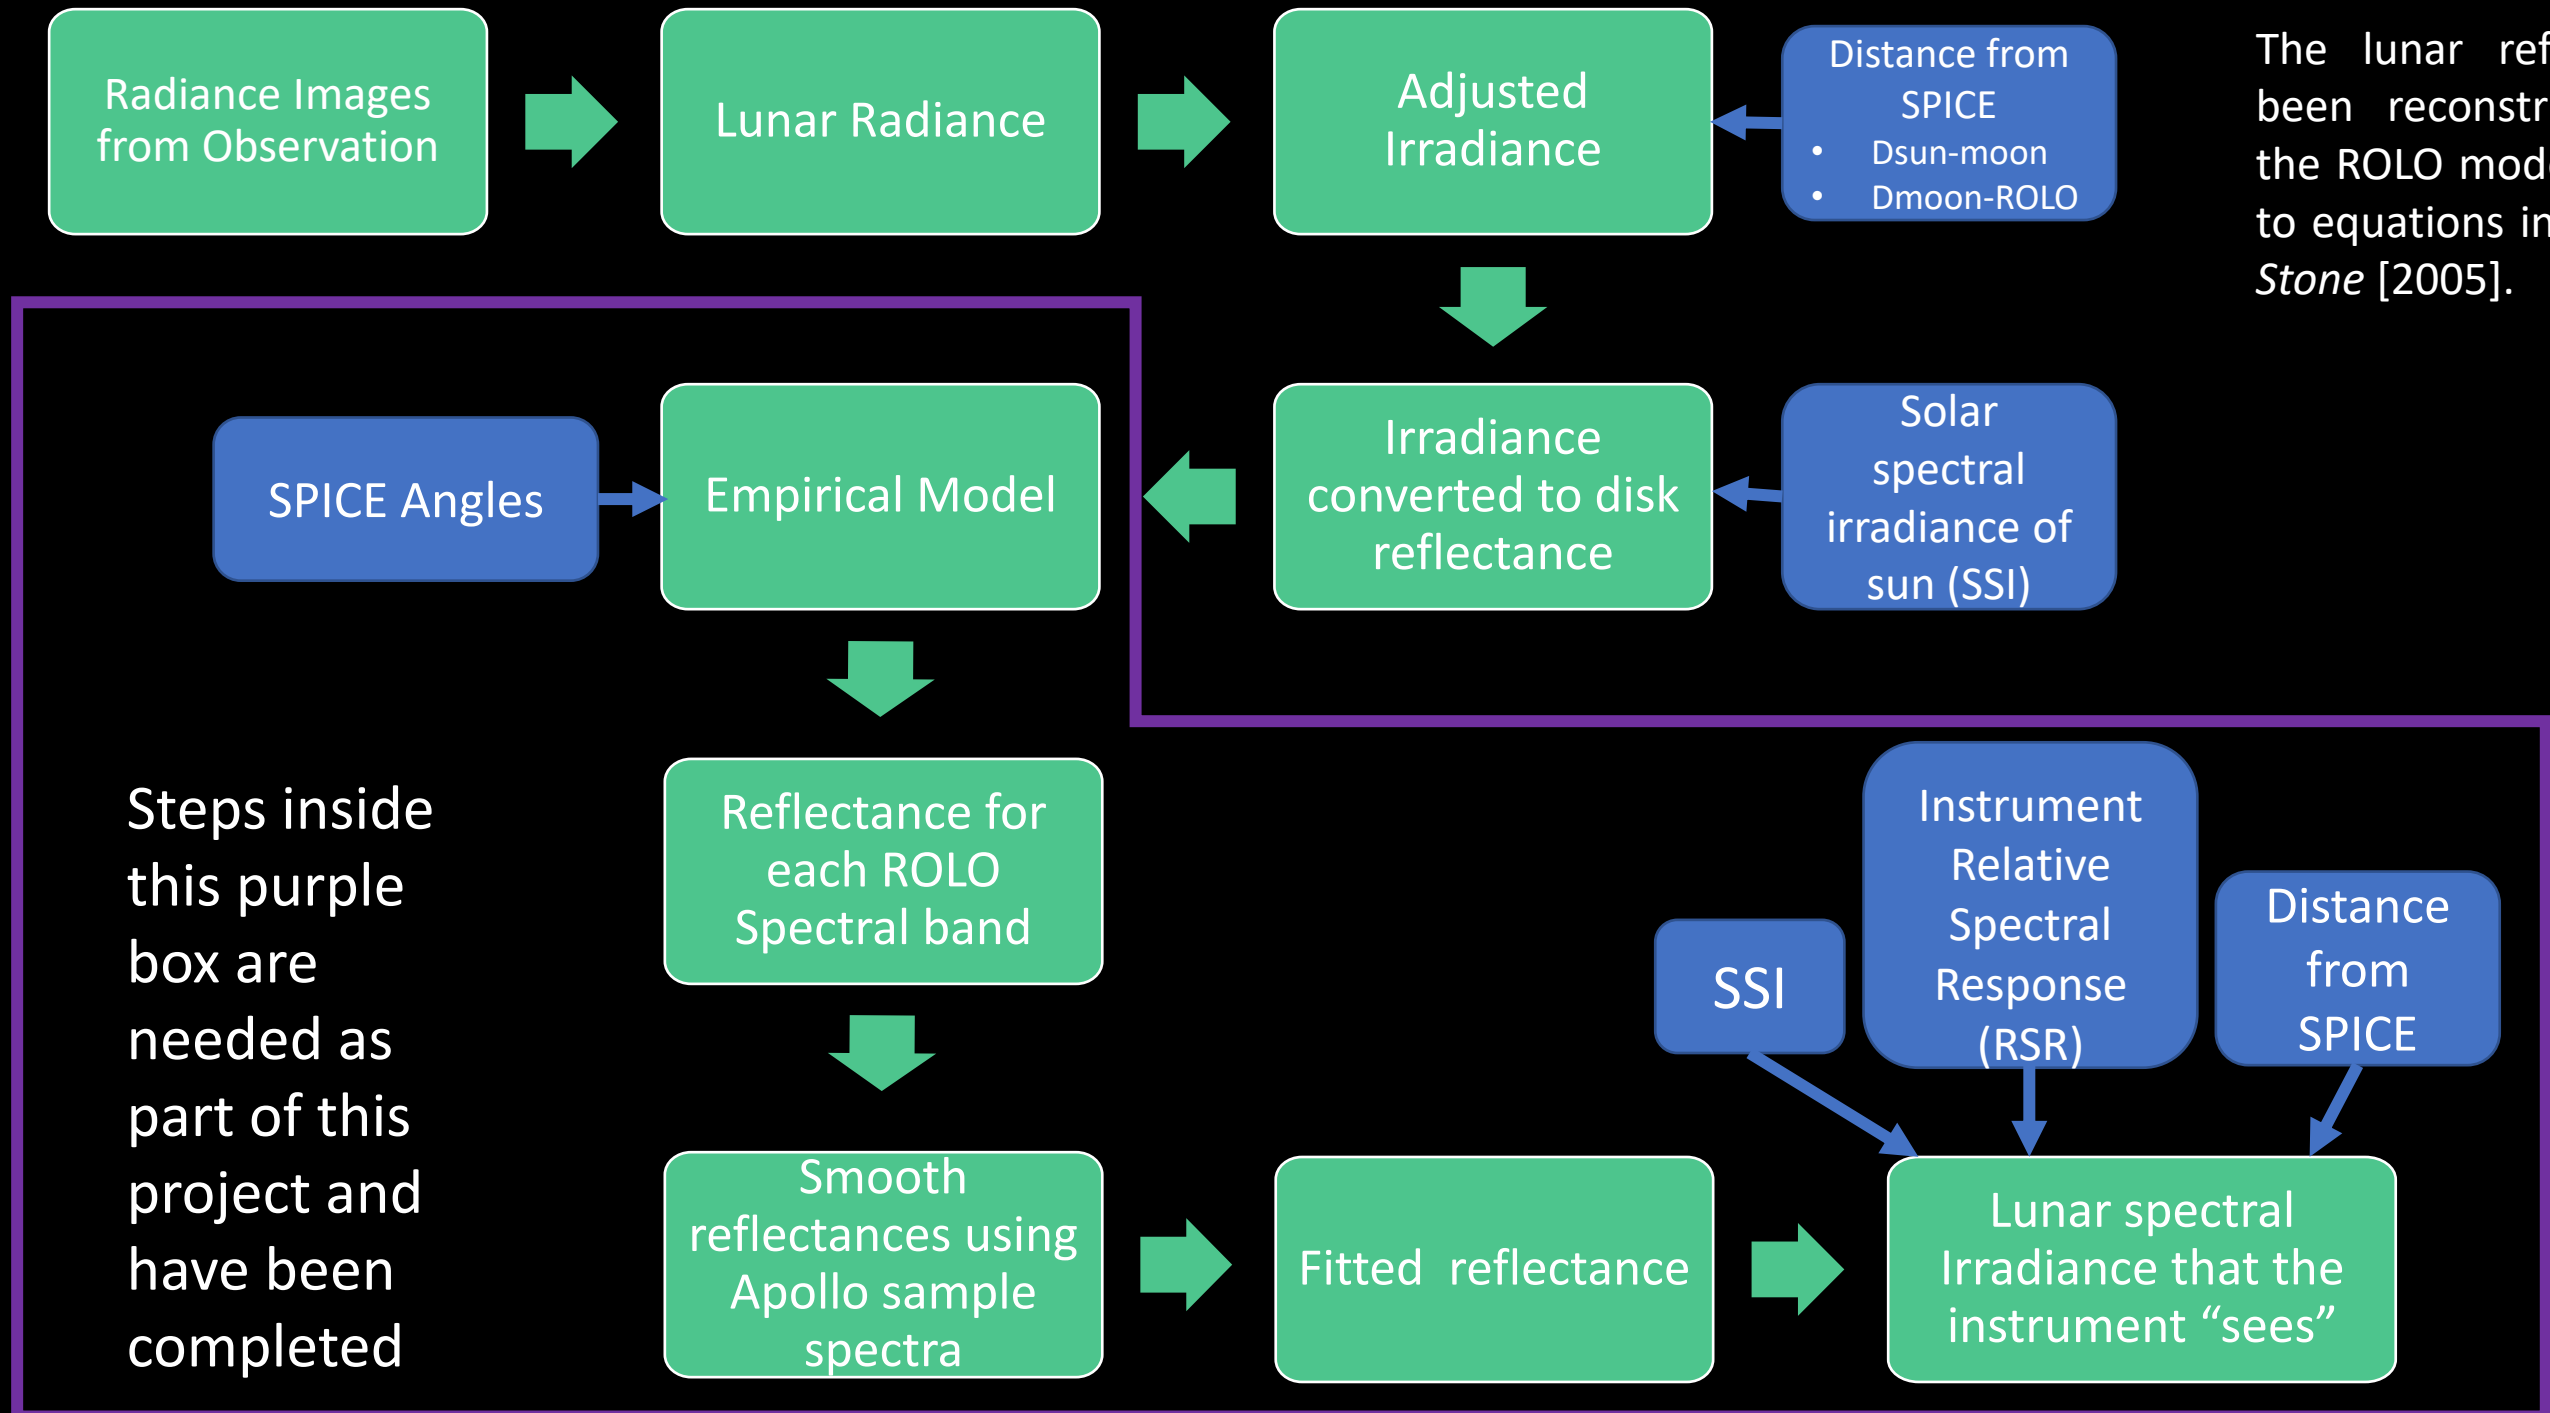 Radiance Images
from Observation
Lunar Radiance
Adjusted
Irradiance
Distance from
SPICE
• Dsun-moon
• Dmoon-ROLO
The lunar
been
the ROLO
to equations
Stone [2005].
SPICE Angles
Empirical Model
Irradiance
converted to disk
reflectance
Solar
spectral
irradiance of
sun (SSI)
Steps inside
this purple
box are
needed as
part of this
project and
have been
completed
Reflectance for
each ROLO
Spectral band
Smooth
reflectances using
Apollo sample
spectra
Fitted reflectance
SSI
Instrument
Relative
Spectral
Response
(RSR)
Distance
from
SPICE
Lunar spectral
Irradiance that the
instrument “sees”